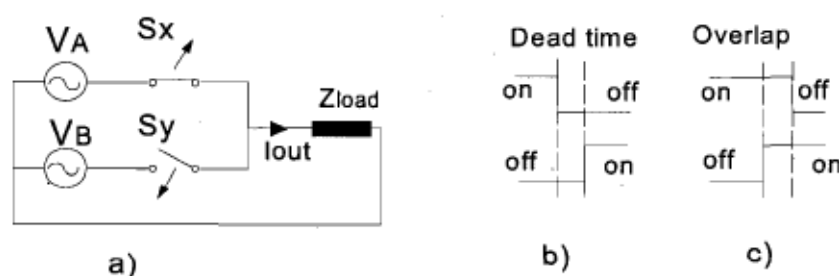 VA
Sx
Zload
VB
Sy
Iout
a)
Dead time
on
off
off
on
b)
Overlap
on
off
off
on
c)